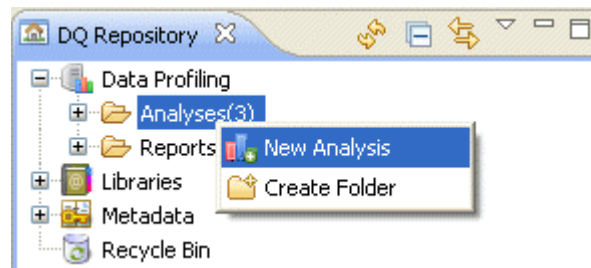 DQ Repository
Data Profiling
Analyses(3)
Reports
New Analysis
Create Folder
Libraries
Metadata
Recycle Bin